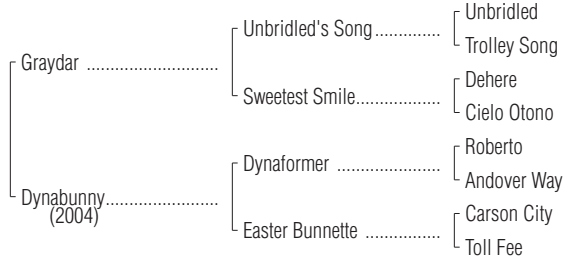 Unbridled
Unbridled's Song..............
Trolley Song
Graydar ............................
Dehere
Sweetest Smile..................
Cielo Otono
Roberto
Dynaformer ......................
Andover Way
Dynabunny........................
(2004)
Carson City
Easter Bunnette ................
Toll Fee